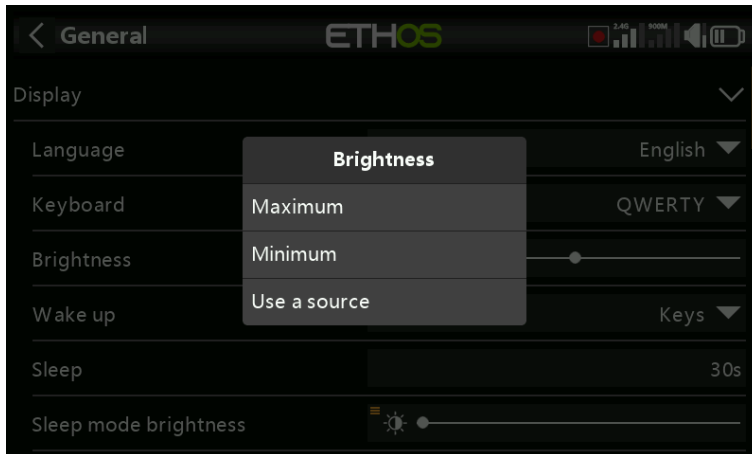 General
ETHOS
2.4G
900M
Display
Language
English
Keyboard
QWERTY
Brightness
Wake up
Keys
Sleep
30s
Sleep mode brightness
Brightness
Maximum
Minimum
Use a source